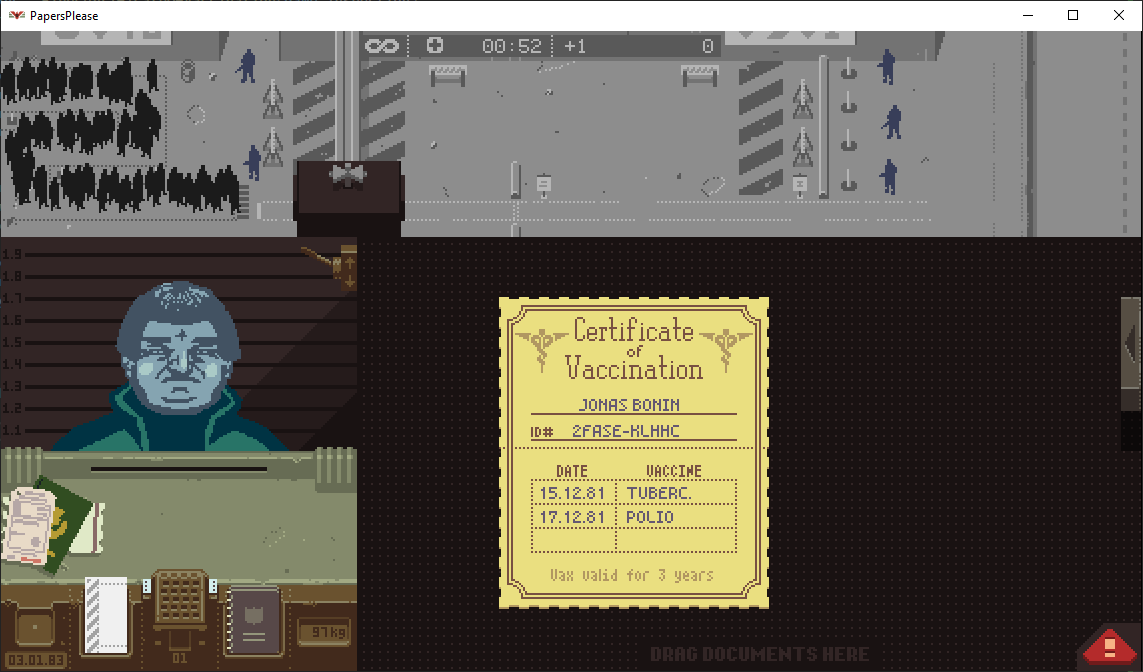 PapersPlease
00:52 +1 0
1.9
1.8
1.7
1.6
1.5
1.4
1.3
1.2
1.1
Certificate
of
Vaccination
JONAS BONIN
ID# 2FASE-KLHHC
DATE VACCINE
15.12.81 TUBERC.
17.12.81 POLIO
Vax valid for 3 years
97kg
03.01.83
01
DRAG DOCUMENTS HERE